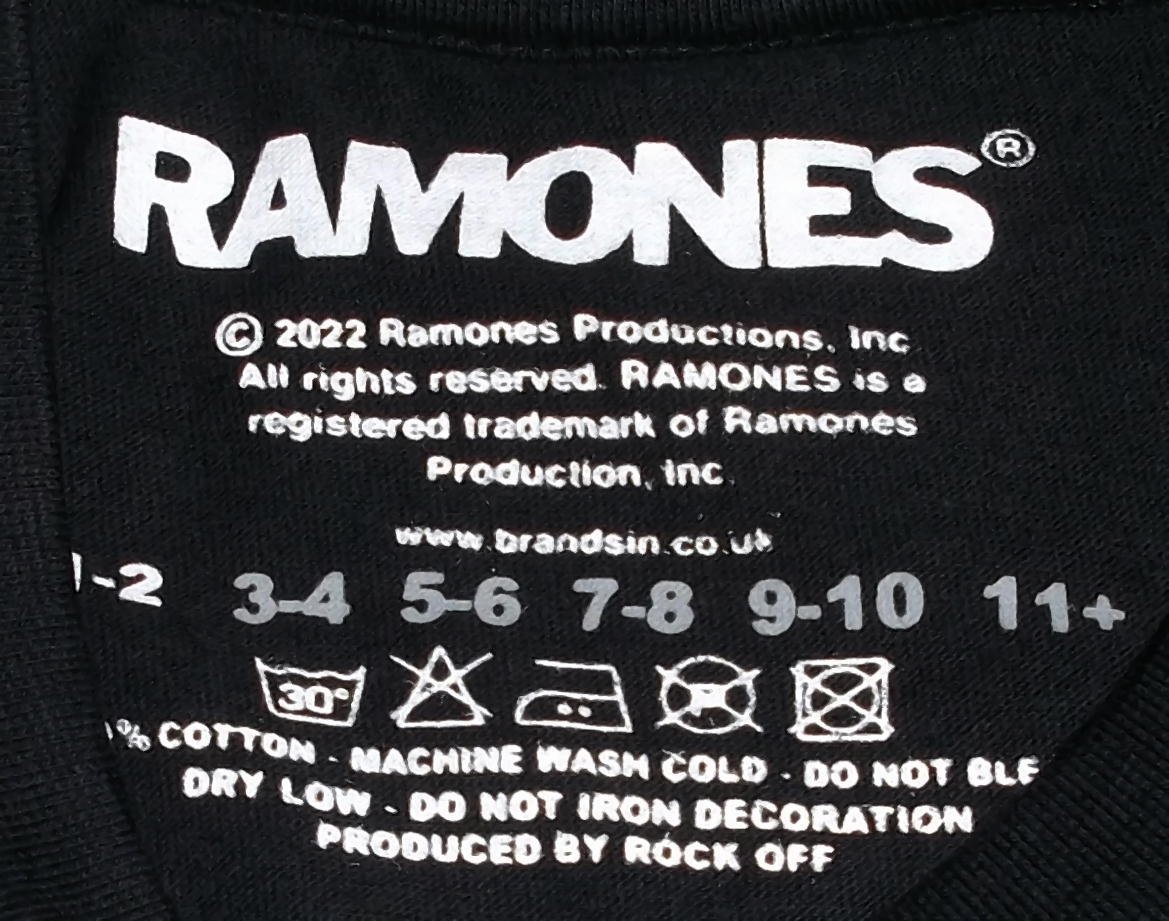 RAMONES®
© 2022 Ramones Productions, Inc
All rights reserved. RAMONES is a
registered trademark of Ramones
Production, Inc.
www.brandsin.co.uk
1-2 3-4 5-6 7-8 9-10 11+
30° P
% COTTON - MACHINE WASH COLD - DO NOT
DRY LOW - DO NOT IRON DECORATION
PRODUCED BY ROCK OFF